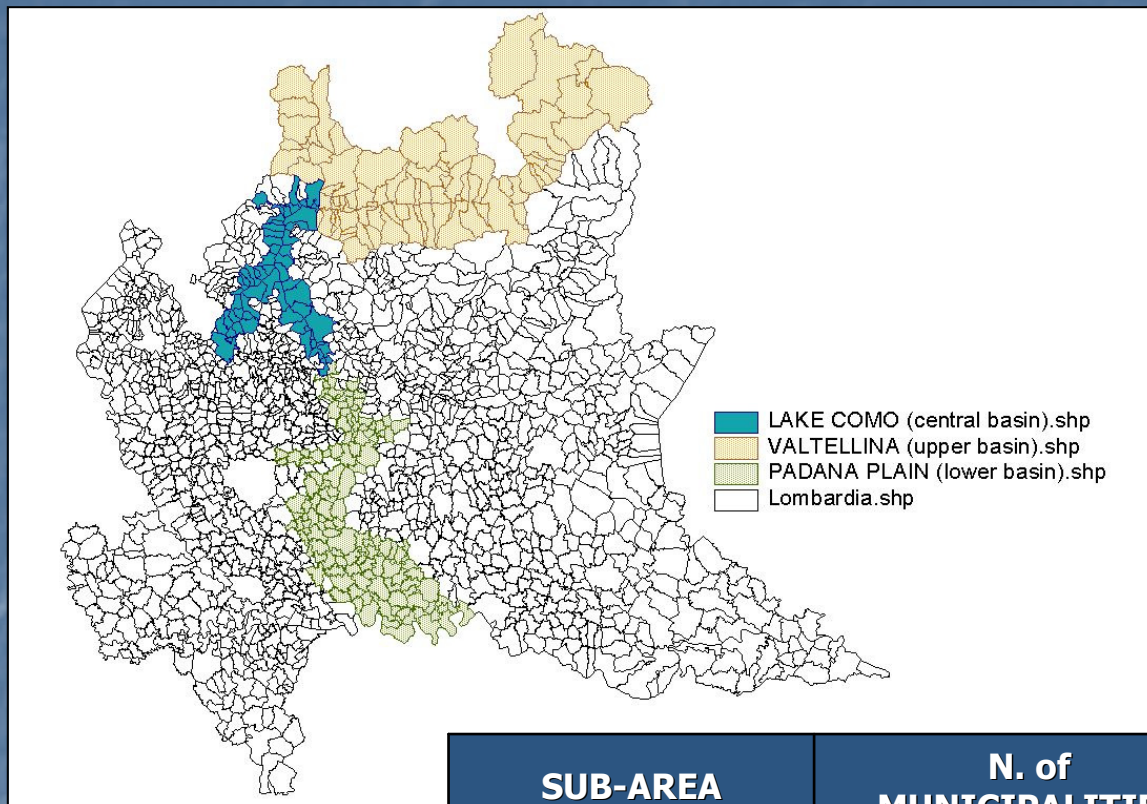 LAKE COMO (central basin).shp
VALTELLINA (upper basin).shp
PADANA PLAIN (lower basin).shp
Lombardia.shp
SUB-AREA
N. of